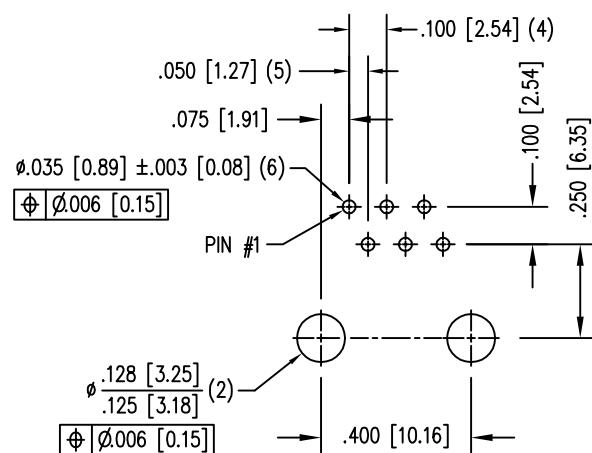 .100 [2.54] (4)
.050 [1.27] (5)
.075 [1.91]
.100 [2.54]
.250 [6.35]
⌀.035 [0.89] ±.003 [0.08] (6)
⌖ ⌀.006 [0.15]
PIN #1
⌀ .128 [3.25]
.125 [3.18] (2)
⌖ ⌀.006 [0.15]
.400 [10.16]